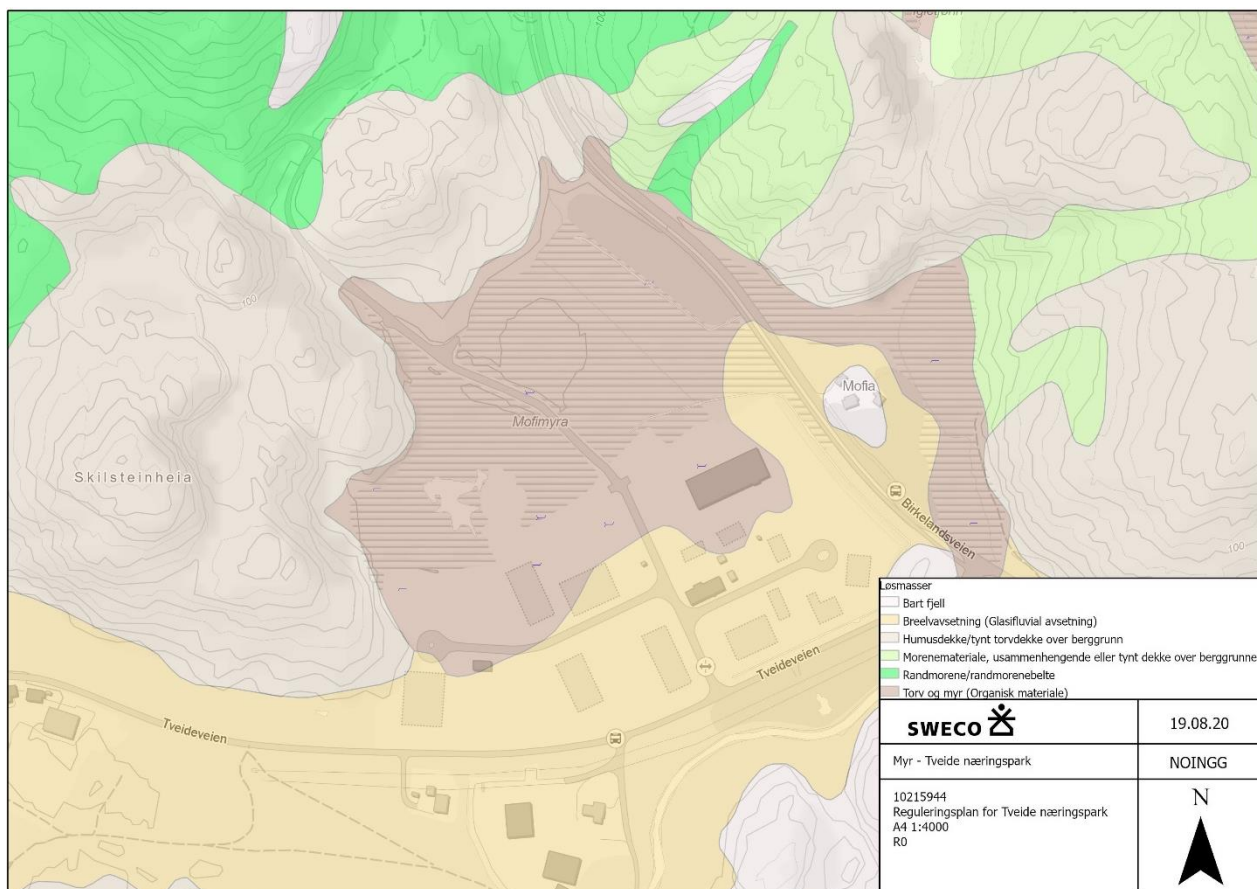 100
Mofia
Mofimyra
Skilsteinheia
Birkelandsveien
100
Tveideveien
Tveideveien
Løsmasser
Bart fjell
Breelvavsetning (Glasifluvial avsetning)
Humusdekke/tynt torvdekke over berggrunn
Morenemateriale, usammenhengende eller tynt dekke over berggrunnen
Randmorene/randmorenebelte
Torv og myr (Organisk materiale)
SWECO
19.08.20
Myr - Tveide næringspark
NOINGG
10215944
Reguleringsplan for Tveide næringspark
A4 1:4000
R0
N